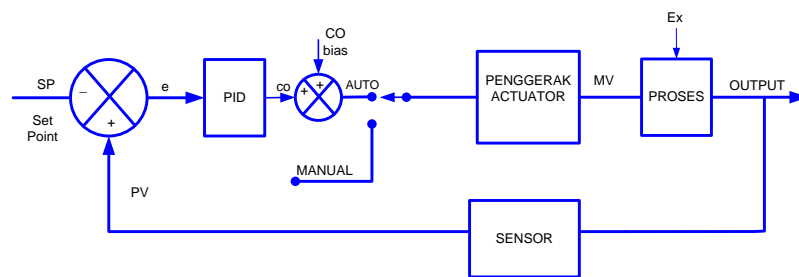 Ex
CO
bias
SP
–
e
PID
co
+
+
AUTO
PENGGERAK
ACTUATOR
MV
PROSES
OUTPUT
Set
Point
+
MANUAL
PV
SENSOR